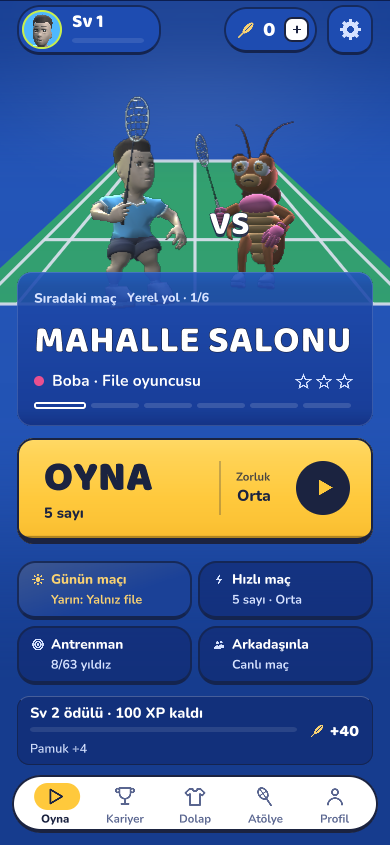 Sv 1
0
+
VS
Sıradaki maç Yerel yol · 1/6
MAHALLE SALONU
Boba · File oyuncusu
OYNA
5 sayı
Zorluk
Orta
Günün maçı
Yarın: Yalnız file
Hızlı maç
5 sayı · Orta
Antrenman
8/63 yıldız
Arkadaşınla
Canlı maç
Sv 2 ödülü · 100 XP kaldı
+40
Pamuk +4
Oyna
Kariyer
Dolap
Atölye
Profil